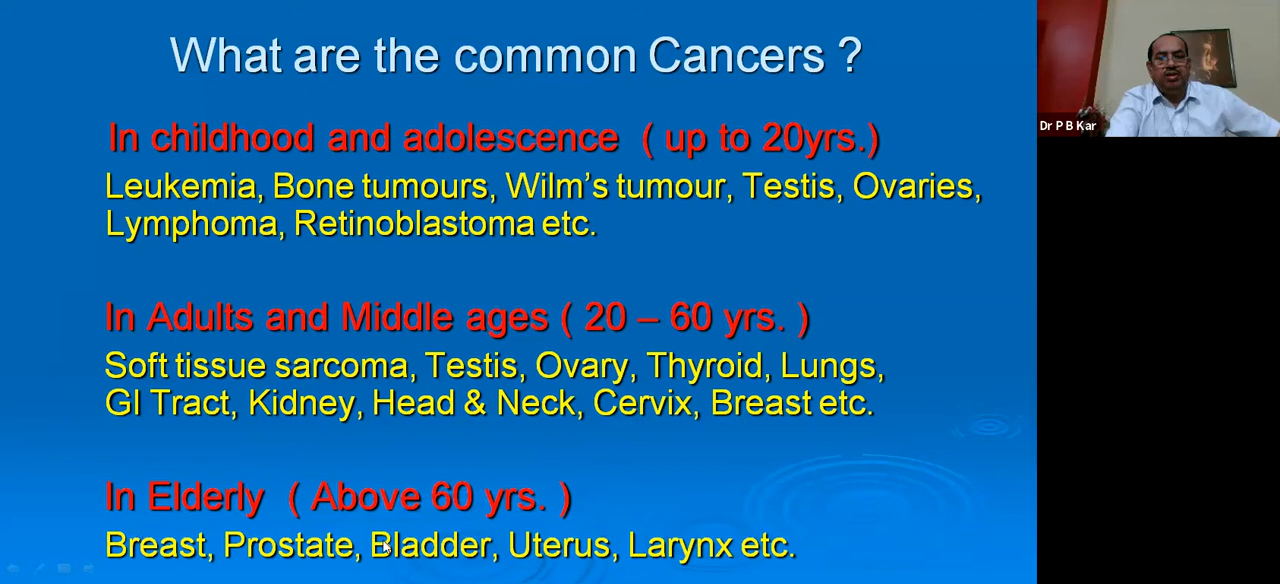 What are the common Cancers ?
In childhood and adolescence ( up to 20yrs.)
Leukemia, Bone tumours, Wilm's tumour, Testis, Ovaries,
Lymphoma, Retinoblastoma etc.
In Adults and Middle ages ( 20 – 60 yrs. )
Soft tissue sarcoma, Testis, Ovary, Thyroid, Lungs,
GI Tract, Kidney, Head & Neck, Cervix, Breast etc.
In Elderly ( Above 60 yrs. )
Breast, Prostate, Bladder, Uterus, Larynx etc.
Dr P B Kar